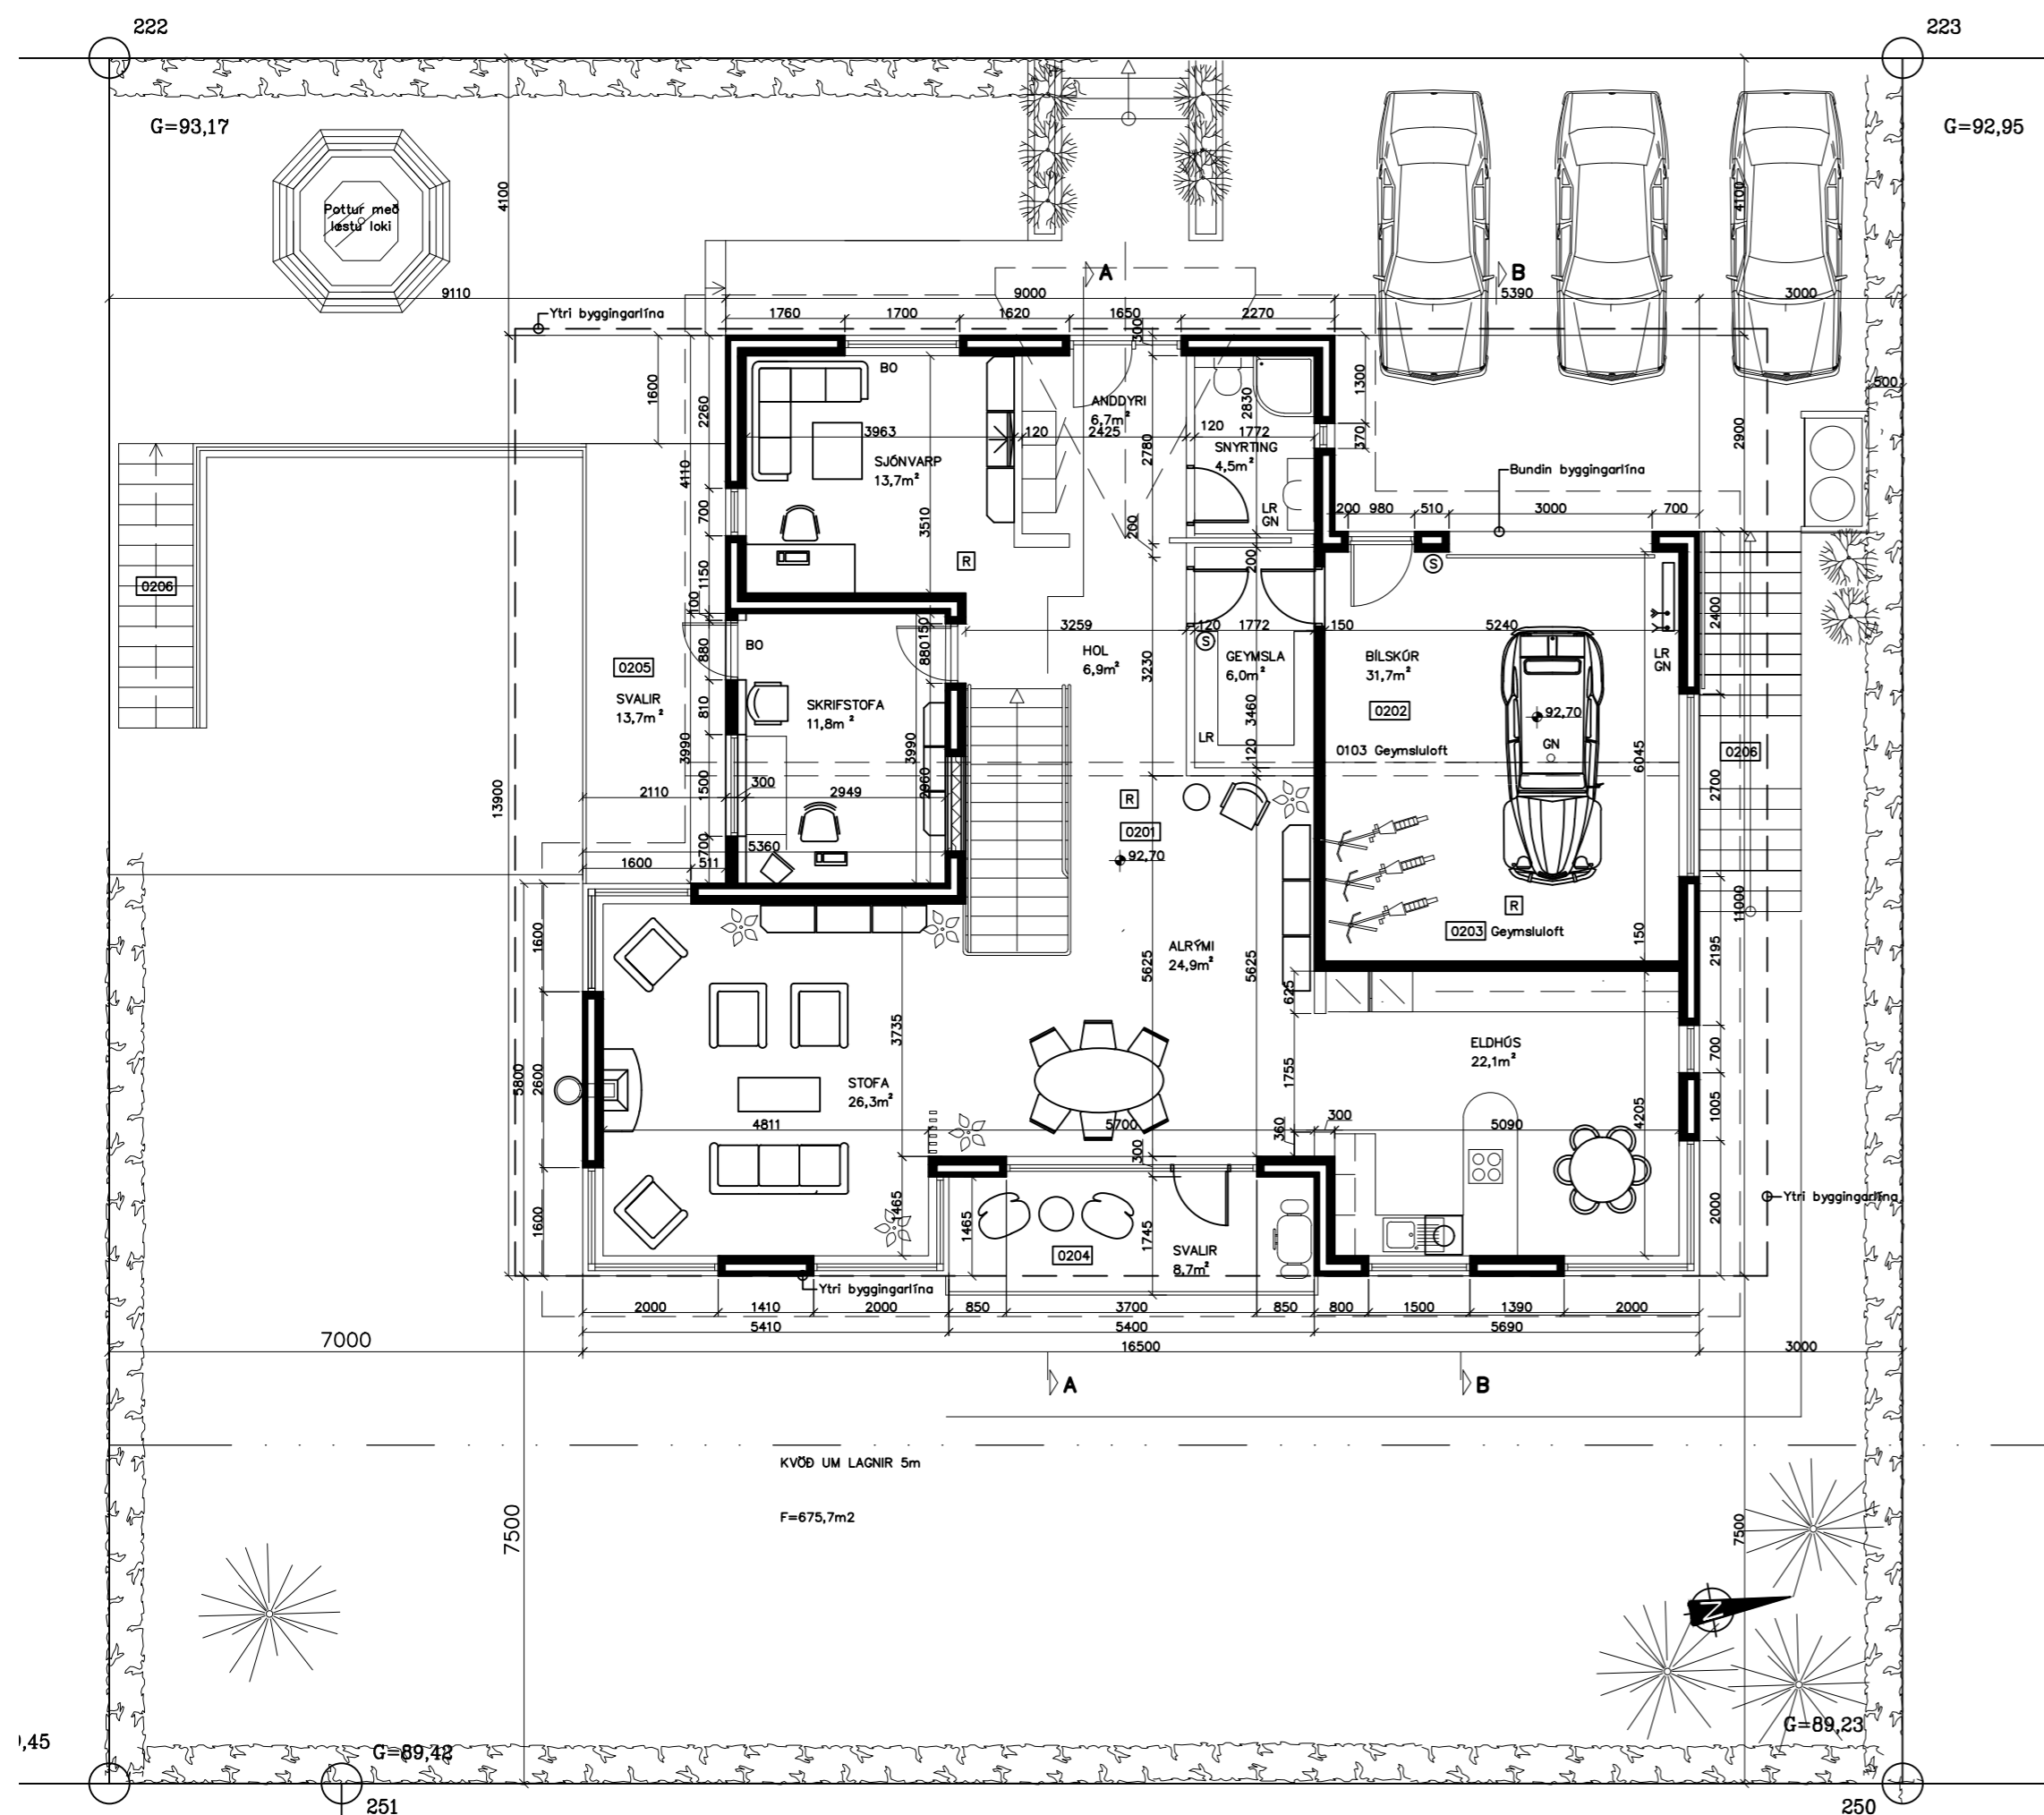 222
223
G=93,17
G=92,95
Pottur með
læstu loki
4100
4100
A
B
9110
9000
5390
3000
Ytri byggingarlína
1760
1700
1620
1650
2270
300
BO
500
1600
2260
1300
ANDDYRI
6,7m²
2830
3963
120
2425
120
1772
370
2900
SNYRTING
4,5m²
SJÓNVARP
13,7m²
2780
Bundin byggingarlína
4110
700
3510
LR
GN
200
200
980
510
3000
700
R
S
200
0206
1150
100
2400
150
3259
120
1772
150
5240
S
880
BO
880
HOL
6,9m²
GEYMSLA
6,0m²
BÍLSKÚR
31,7m²
LR
GN
0205
3230
SVALIR
13,7m²
810
SKRIFSTOFA
11,8m²
3460
0202
92,70
3990
3990
LR
120
0103 Geymsluloft
GN
6045
0206
13900
2110
1500
300
2949
2960
2700
R
0201
700
5360
92,70
1600
511
R
11000
0203 Geymsluloft
150
2195
1600
ALRÝMI
24,9m²
5625
5625
625
3735
ELDHÚS
22,1m²
700
5800
2600
STOFA
26,3m²
1755
1005
4205
4811
5700
360
300
5090
300
1465
1465
1745
1600
2000
Ytri byggingarlína
0204
SVALIR
8,7m²
Ytri byggingarlína
2000
1410
2000
850
3700
850
800
1500
1390
2000
5410
5400
5690
7000
16500
3000
A
B
KVÖÐ UM LAGNIR 5m
F=675,7m2
7500
7500
N
G=89,23
,45
G=89,42
251
250